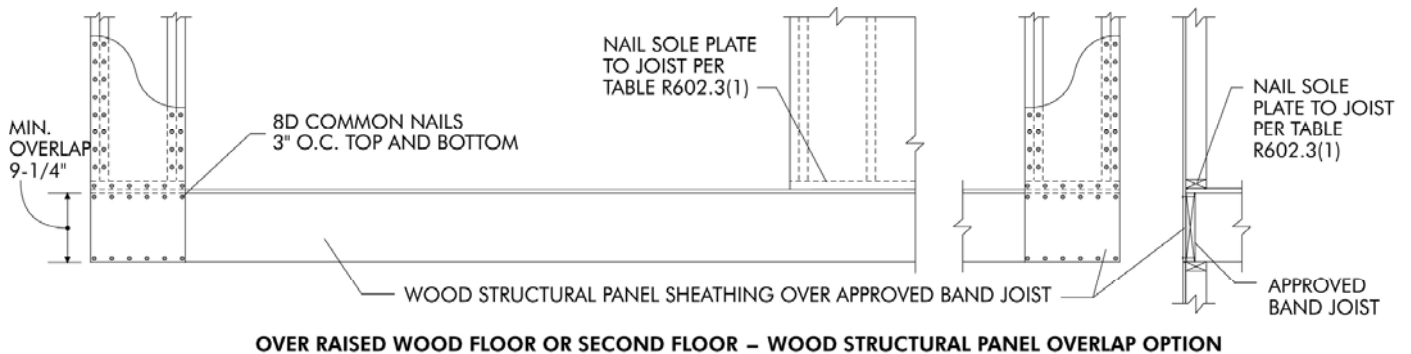 MIN.
OVERLAP
9-1/4"
8D COMMON NAILS
3" O.C. TOP AND BOTTOM
NAIL SOLE PLATE
TO JOIST PER
TABLE R602.3(1)
NAIL SOLE
PLATE TO JOIST
PER TABLE
R602.3(1)
WOOD STRUCTURAL PANEL SHEATHING OVER APPROVED BAND JOIST
APPROVED
BAND JOIST
OVER RAISED WOOD FLOOR OR SECOND FLOOR – WOOD STRUCTURAL PANEL OVERLAP OPTION